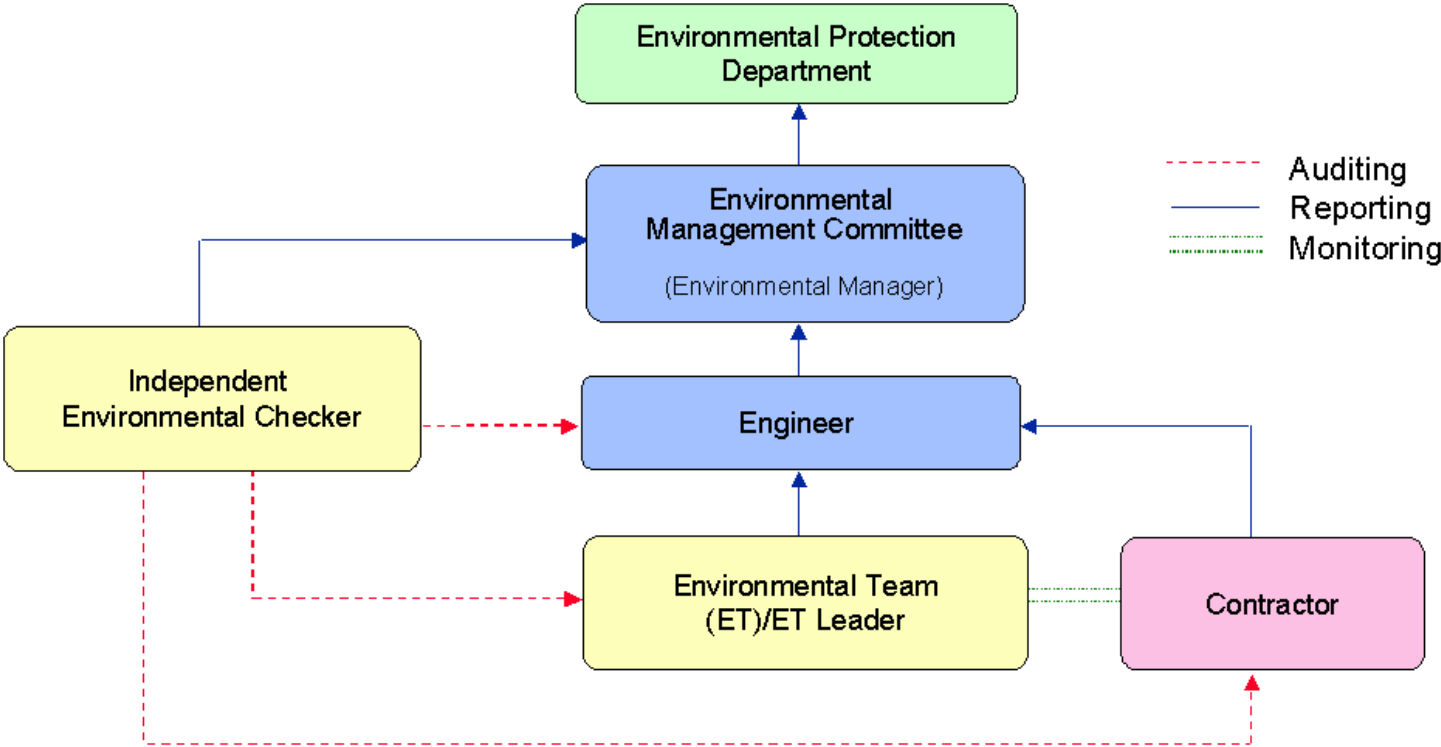 Environmental Protection
Department
Environmental
Management Committee
(Environmental Manager)
Auditing
Reporting
Monitoring
Independent
Environmental Checker
Engineer
Environmental Team
(ET)/ET Leader
Contractor